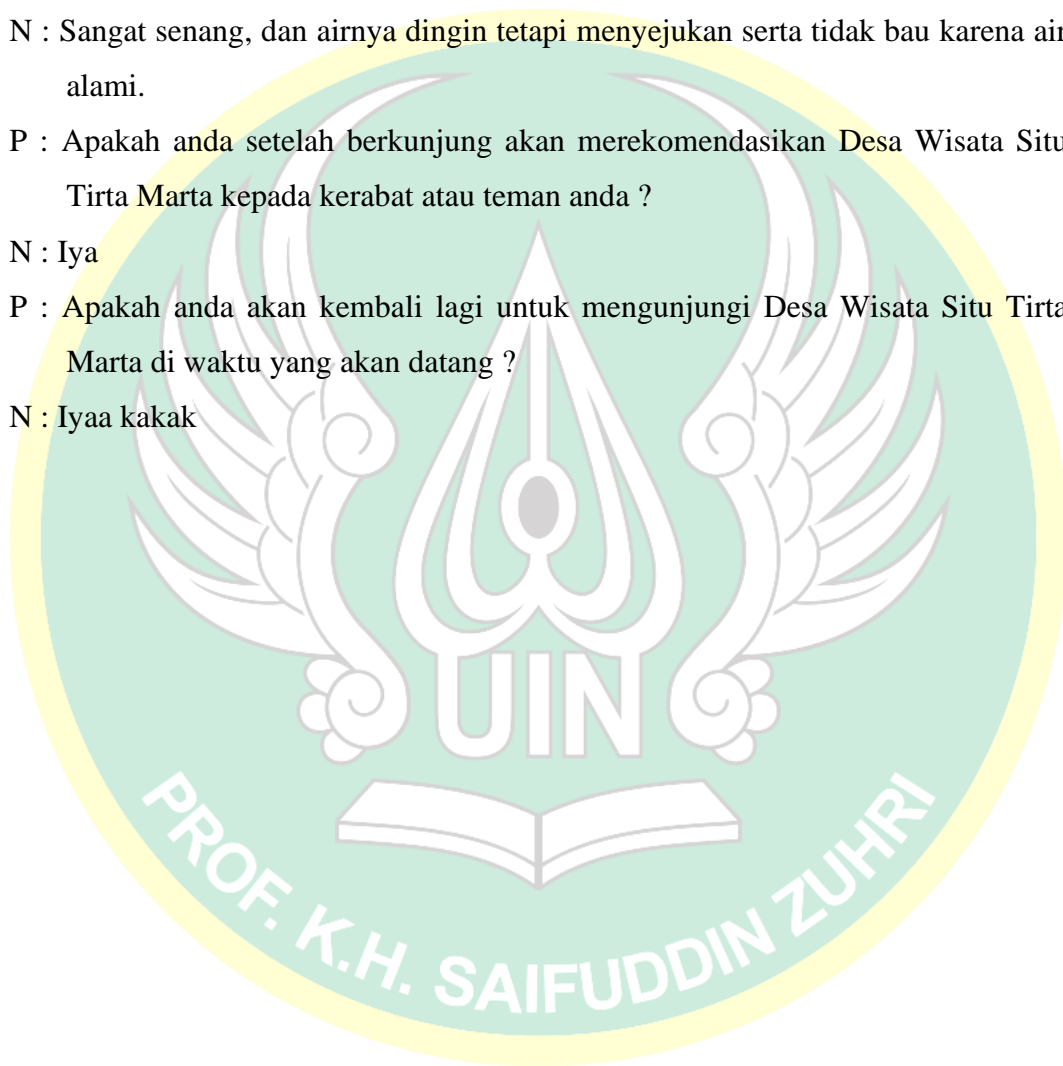 N : Sangat senang, dan airnya dingin tetapi menyejukan serta tidak bau karena air
alami.
P : Apakah anda setelah berkunjung akan merekomendasikan Desa Wisata Situ
Tirta Marta kepada kerabat atau teman anda ?
N : Iya
P : Apakah anda akan kembali lagi untuk mengunjungi Desa Wisata Situ Tirta
Marta di waktu yang akan datang ?
N : Iyaa kakak
UIN
PROF. K.H. SAIFUDDIN ZUHRI